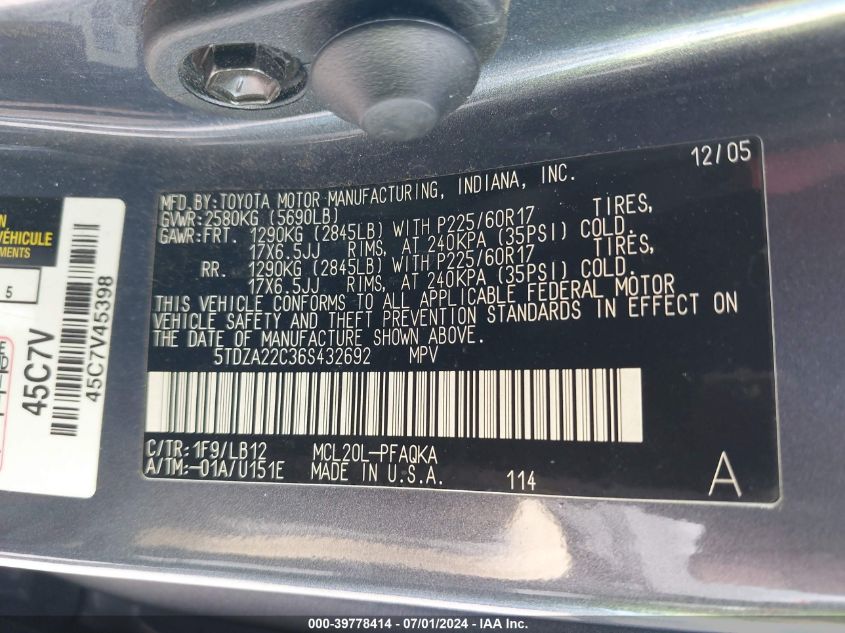 12/05
MFD. BY: TOYOTA MOTOR MANUFACTURING, INDIANA, INC.
GVWR: 2580KG (5690LB)
GAWR: FRT. 1290KG (2845LB) WITH P225/60R17 TIRES,
17X6.5JJ RIMS, AT 240KPA (35PSI) COLD.
RR. 1290KG (2845LB) WITH P225/60R17 TIRES,
17X6.5JJ RIMS, AT 240KPA (35PSI) COLD.
THIS VEHICLE CONFORMS TO ALL APPLICABLE FEDERAL MOTOR
VEHICLE SAFETY AND THEFT PREVENTION STANDARDS IN EFFECT ON
THE DATE OF MANUFACTURE SHOWN ABOVE.
5TDZA22C36S432692 MPV
C/TR: 1F9/LB12 MCL20L-PFAQKA
A/TM:-01A/U151E MADE IN U.S.A.
114 A
VÉHICULE
5
45C7V
45C7V45398
000-39778414 - 07/01/2024 - IAA Inc.